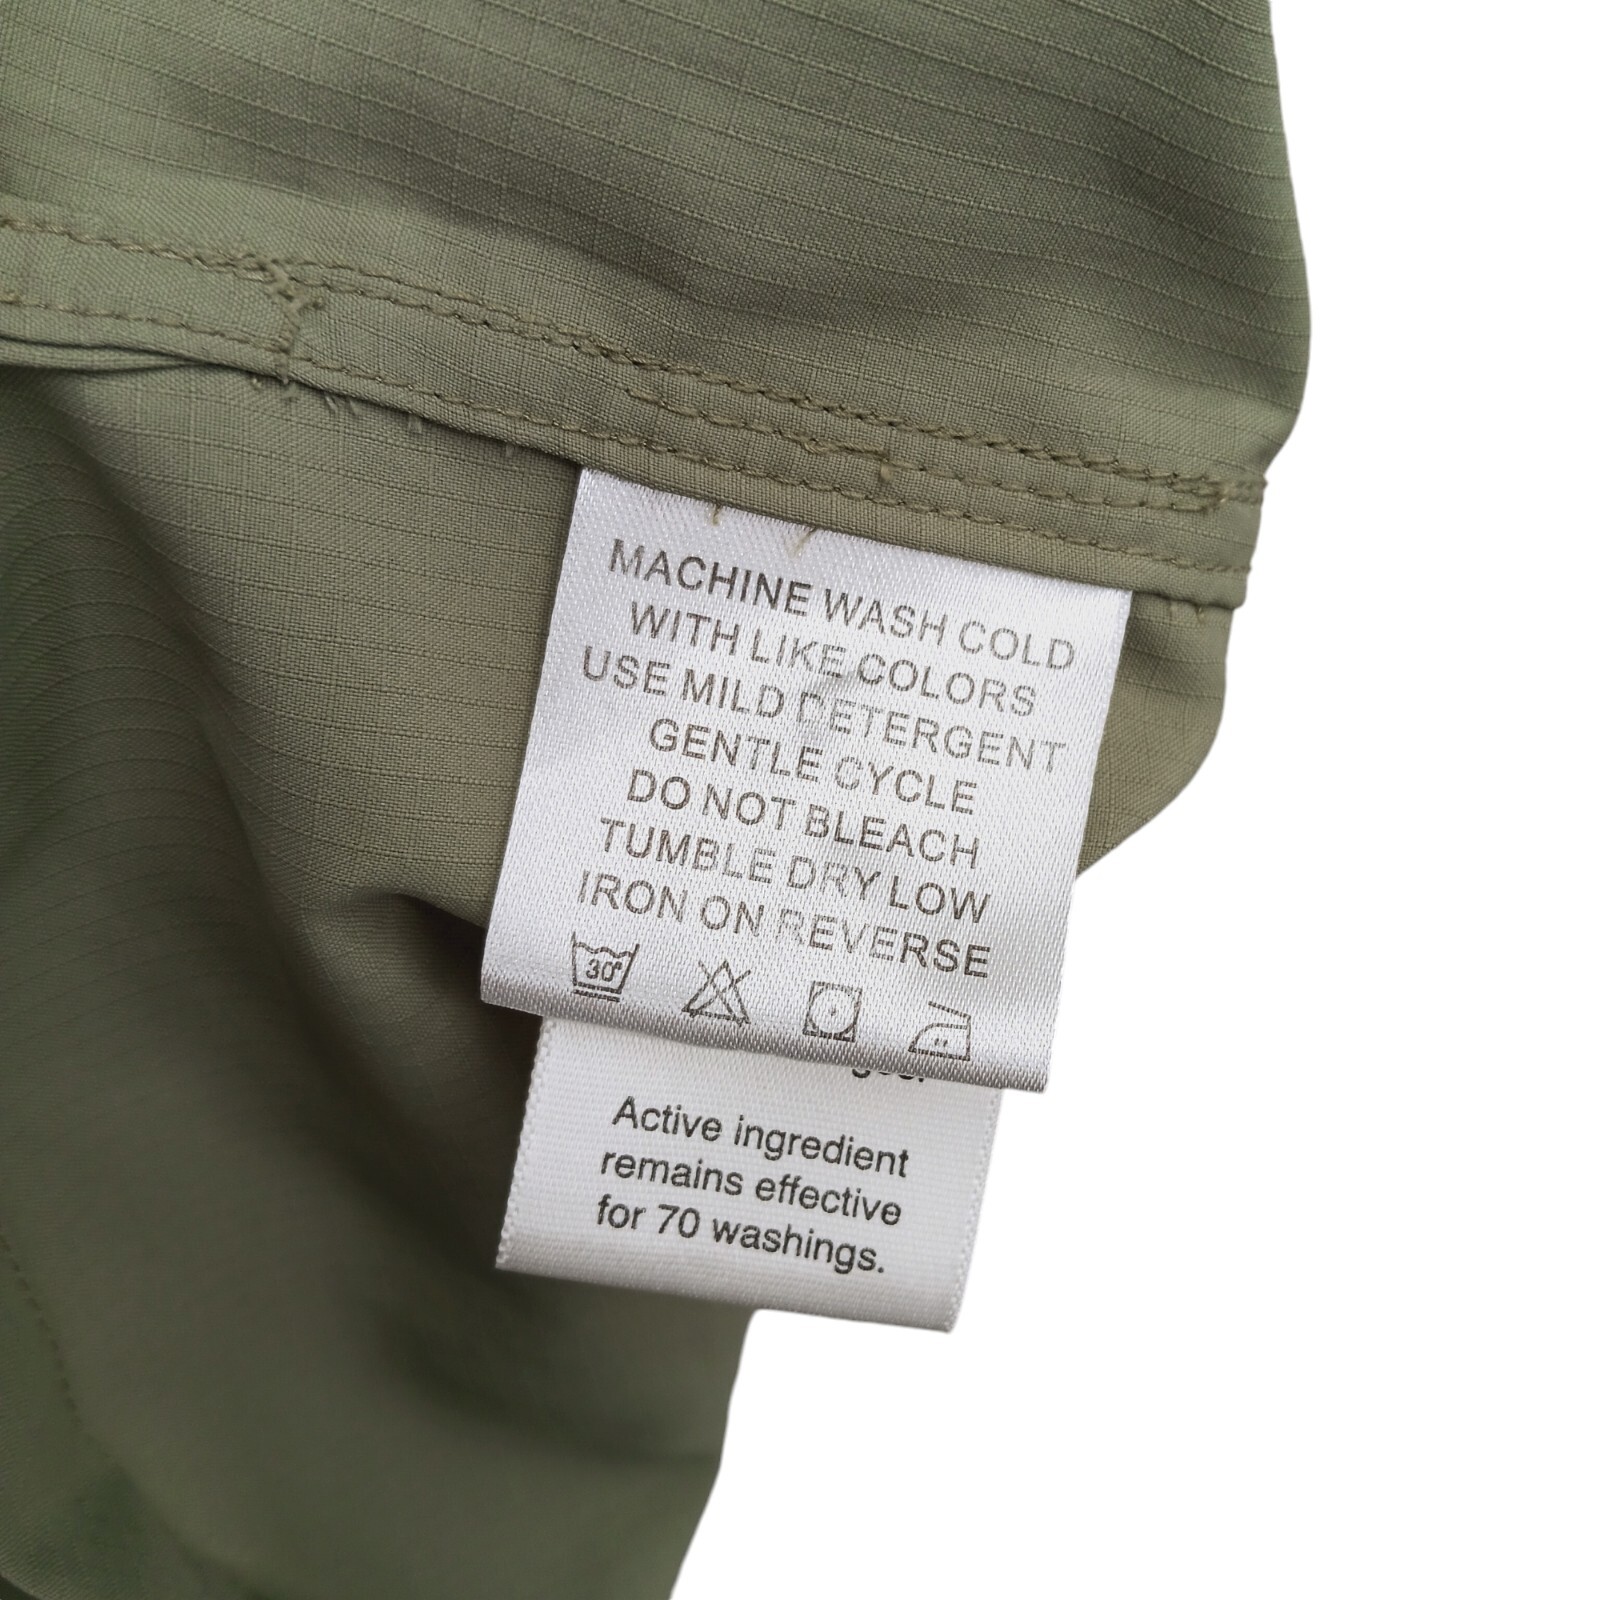 MACHINE WASH COLD
WITH LIKE COLORS
USE MILD DETERGENT
GENTLE CYCLE
DO NOT BLEACH
TUMBLE DRY LOW
IRON ON REVERSE
30°
Active ingredient
remains effective
for 70 washings.